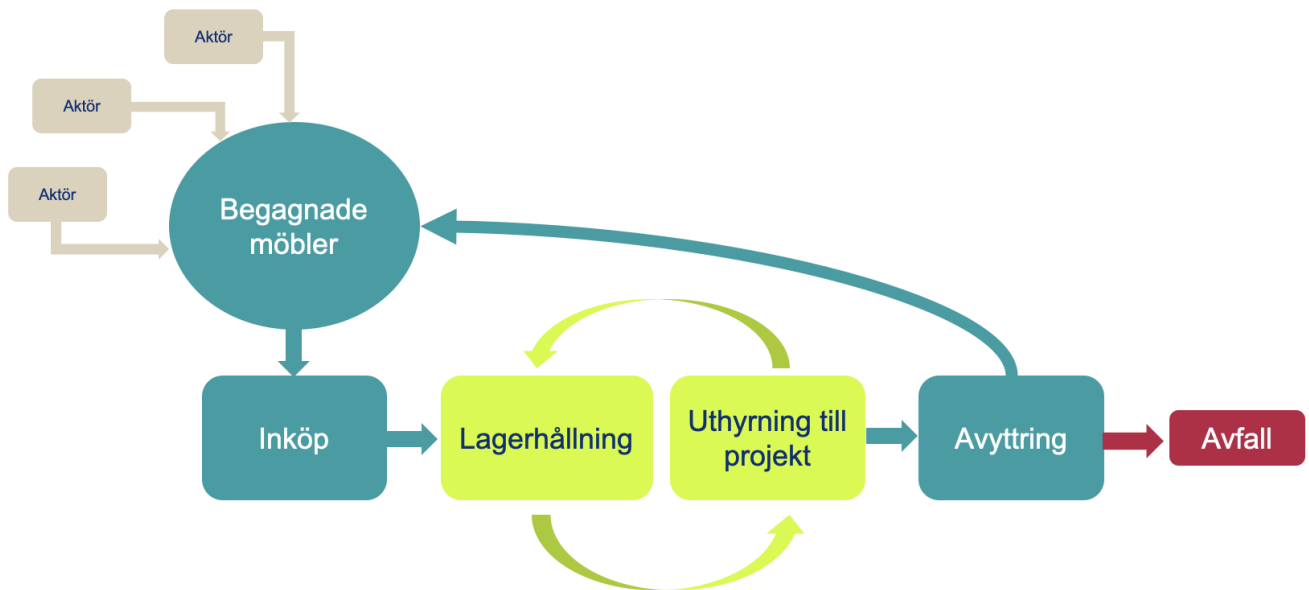 Aktör
Aktör
Aktör
Begagnade
möbler
Inköp
Lagerhållning
Uthyrning till
projekt
Avyttring
Avfall